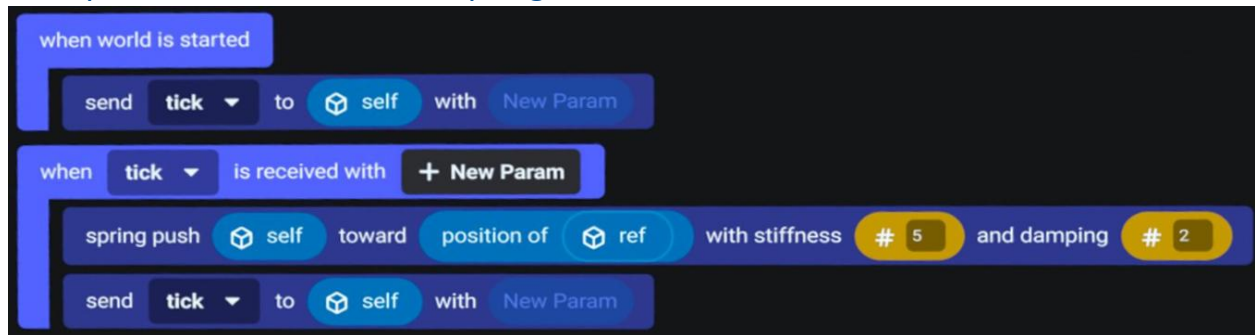 when world is started
send tick to self with New Param
when tick is received with + New Param
spring push self toward position of ref with stiffness # 5 and damping # 2
send tick to self with New Param